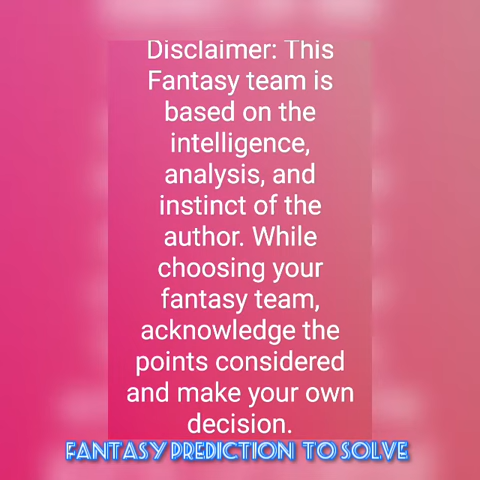 Disclaimer: This
Fantasy team is
based on the
intelligence,
analysis, and
instinct of the
author. While
choosing your
fantasy team,
acknowledge the
points considered
and make your own
decision.
FANTASY PREDICTION TO SOLVE